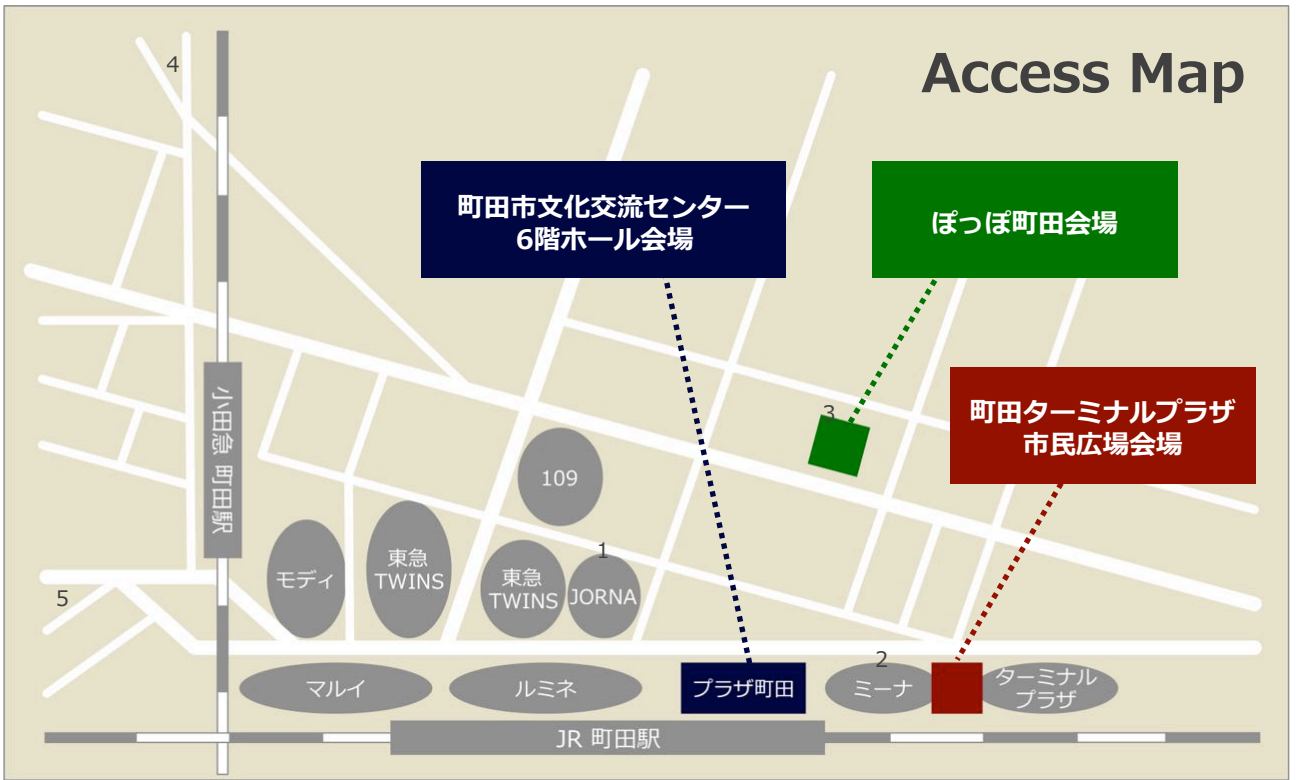 4
Access Map
町田市文化交流センター
6階ホール会場
ぽっぽ町田会場
町田ターミナルプラザ
市民広場会場
3
小田急 町田駅
109
1
モディ
東急
TWINS
東急
TWINS
JORNA
5
2
マルイ
ルミネ
プラザ町田
ミーナ
ターミナル
プラザ
JR 町田駅